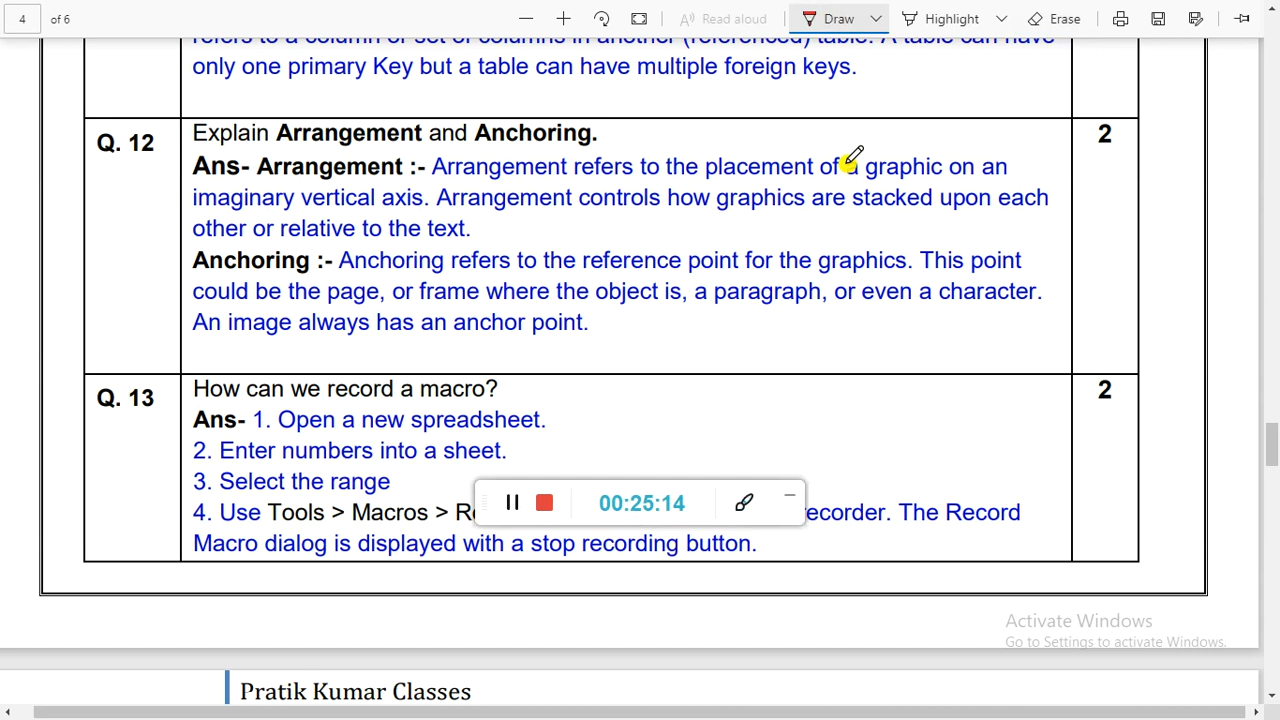 4 of 6 Read aloud Draw Highlight Erase
refers to a column or set of columns in another (referenced) table. A table can have
only one primary Key but a table can have multiple foreign keys.
Q. 12 Explain Arrangement and Anchoring. 2
Ans- Arrangement :- Arrangement refers to the placement of a graphic on an
imaginary vertical axis. Arrangement controls how graphics are stacked upon each
other or relative to the text.
Anchoring :- Anchoring refers to the reference point for the graphics. This point
could be the page, or frame where the object is, a paragraph, or even a character.
An image always has an anchor point.
Q. 13 How can we record a macro? 2
Ans- 1. Open a new spreadsheet.
2. Enter numbers into a sheet.
3. Select the range
00:25:14
4. Use Tools > Macros > ecorder. The Record
Macro dialog is displayed with a stop recording button.
Activate Windows
Go to Settings to activate Windows.
Pratik Kumar Classes